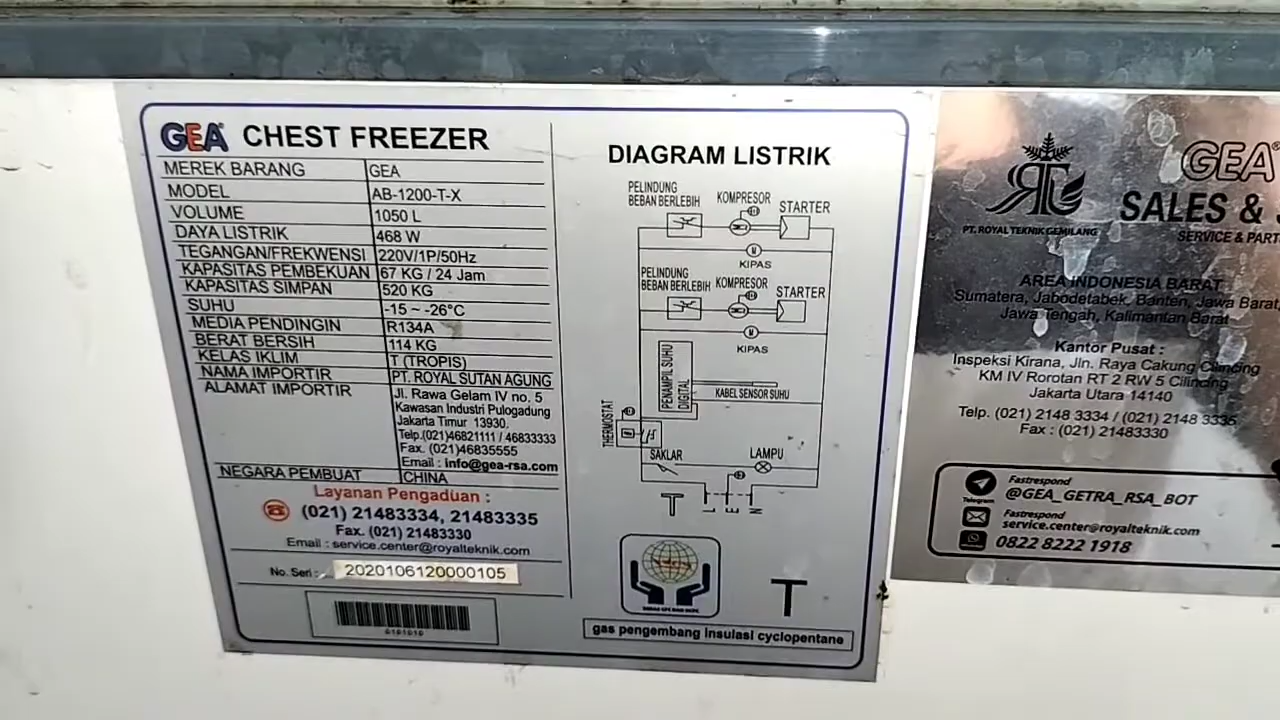 GEA CHEST FREEZER
MEREK BARANG GEA
MODEL AB-1200-T-X
VOLUME 1050 L
DAYA LISTRIK 468 W
TEGANGAN/FREKWENSI 220V/1P/50Hz
KAPASITAS PEMBEKUAN 67 KG / 24 Jam
KAPASITAS SIMPAN 520 KG
SUHU -15 ~ -26°C
MEDIA PENDINGIN R134A
BERAT BERSIH 114 KG
KELAS IKLIM T (TROPIS)
NAMA IMPORTIR PT. ROYAL SUTAN AGUNG
ALAMAT IMPORTIR Jl. Rawa Gelam IV no. 5
Kawasan Industri Pulogadung
Jakarta Timur 13930.
Telp.(021)46821111 / 46833333
Fax. (021)46835555
Email : info@gea-rsa.com
NEGARA PEMBUAT CHINA
Layanan Pengaduan :
(021) 21483334, 21483335
Fax. (021) 21483330
Email : service.center@royalteknik.com
No. Seri : 2020106120000105
DIAGRAM LISTRIK
PELINDUNG
BEBAN BERLEBIH
KOMPRESOR
STARTER
KIPAS
PELINDUNG
BEBAN BERLEBIH
KOMPRESOR
STARTER
KIPAS
PENAMPIL SUHU
DIGITAL
KABEL SENSOR SUHU
THERMOSTAT
SAKLAR
LAMPU
L E N
T
gas pengembang insulasi cyclopentane
RTG
PT. ROYAL TEKNIK GEMILANG
GEA®
SALES &
SERVICE & PART
AREA INDONESIA BARAT
Sumatera, Jabodetabek, Banten, Jawa Barat,
Jawa Tengah, Kalimantan Barat
Kantor Pusat :
Inspeksi Kirana, Jln. Raya Cakung Cilincing
KM IV Rorotan RT 2 RW 5 Cilincing
Jakarta Utara 14140
Telp. (021) 2148 3334 / (021) 2148 3335
Fax : (021) 21483330
Telegram
Fastrespond
@GEA_GETRA_RSA_BOT
Fastrespond
service.center@royalteknik.com
0822 8222 1918